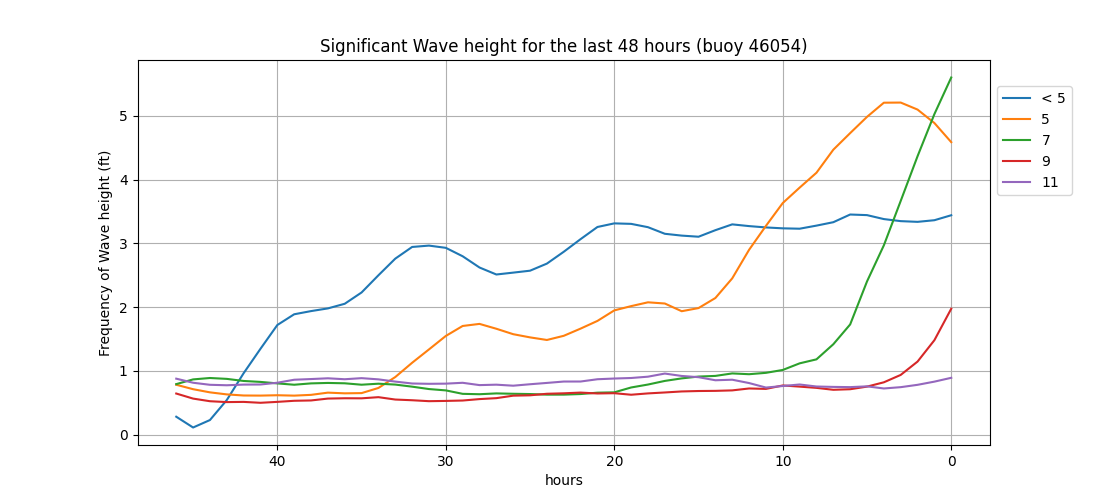 Significant Wave height for the last 48 hours (buoy 46054)
Frequency of Wave height (ft)
5
4
3
2
1
0
40 30 20 10 0
hours
< 5
5
7
9
11